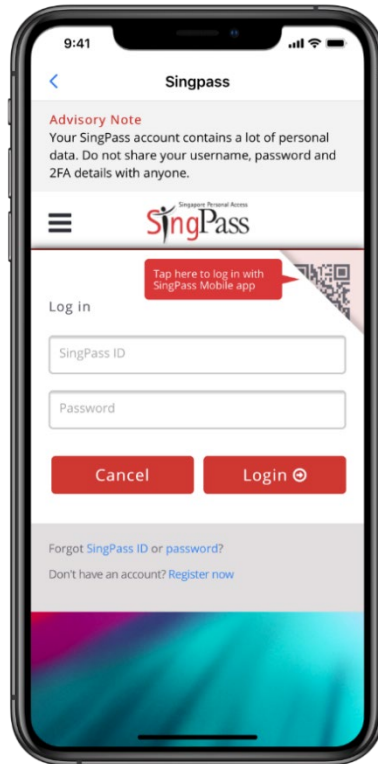 9:41
Singpass
Advisory Note
Your SingPass account contains a lot of personal
data. Do not share your username, password and
2FA details with anyone.
Singapore Personal Access
SingPass
Tap here to log in with
SingPass Mobile app
Log in
SingPass ID
Password
Cancel
Login
Forgot SingPass ID or password?
Don't have an account? Register now